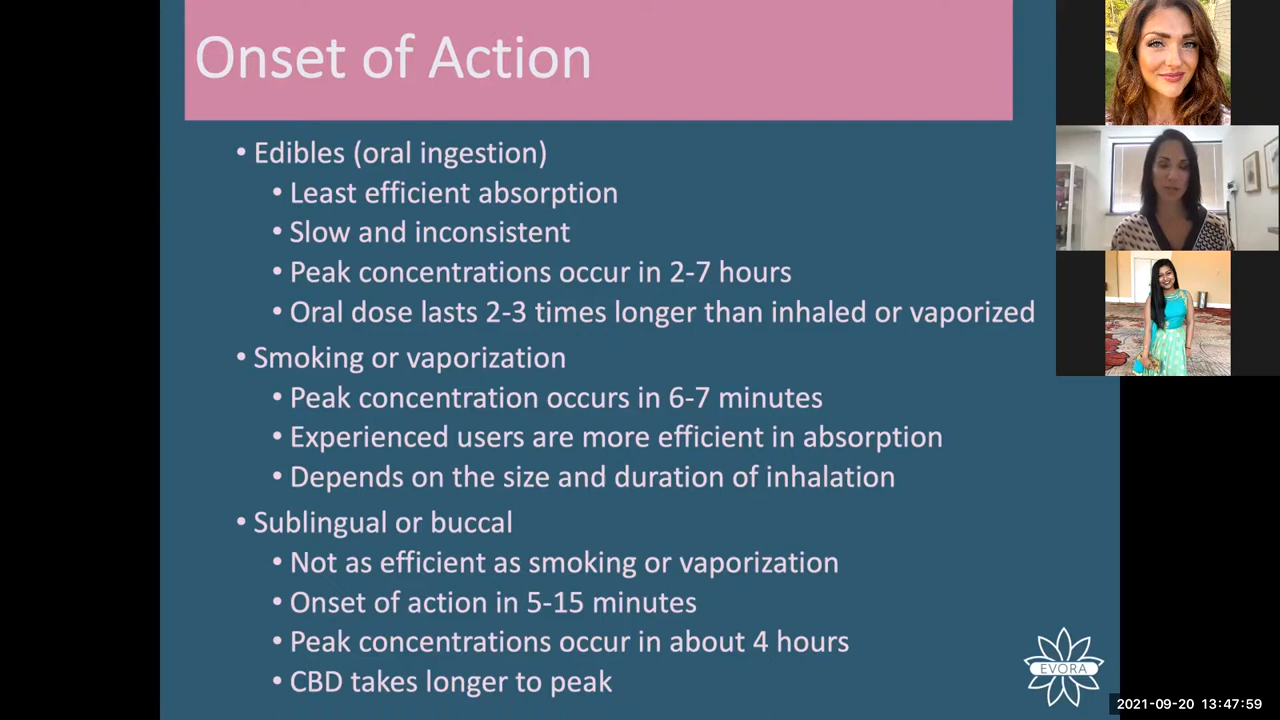 Onset of Action
• Edibles (oral ingestion)
• Least efficient absorption
• Slow and inconsistent
• Peak concentrations occur in 2-7 hours
• Oral dose lasts 2-3 times longer than inhaled or vaporized
• Smoking or vaporization
• Peak concentration occurs in 6-7 minutes
• Experienced users are more efficient in absorption
• Depends on the size and duration of inhalation
• Sublingual or buccal
• Not as efficient as smoking or vaporization
• Onset of action in 5-15 minutes
• Peak concentrations occur in about 4 hours
• CBD takes longer to peak
EVORA
2021-09-20 13:47:59